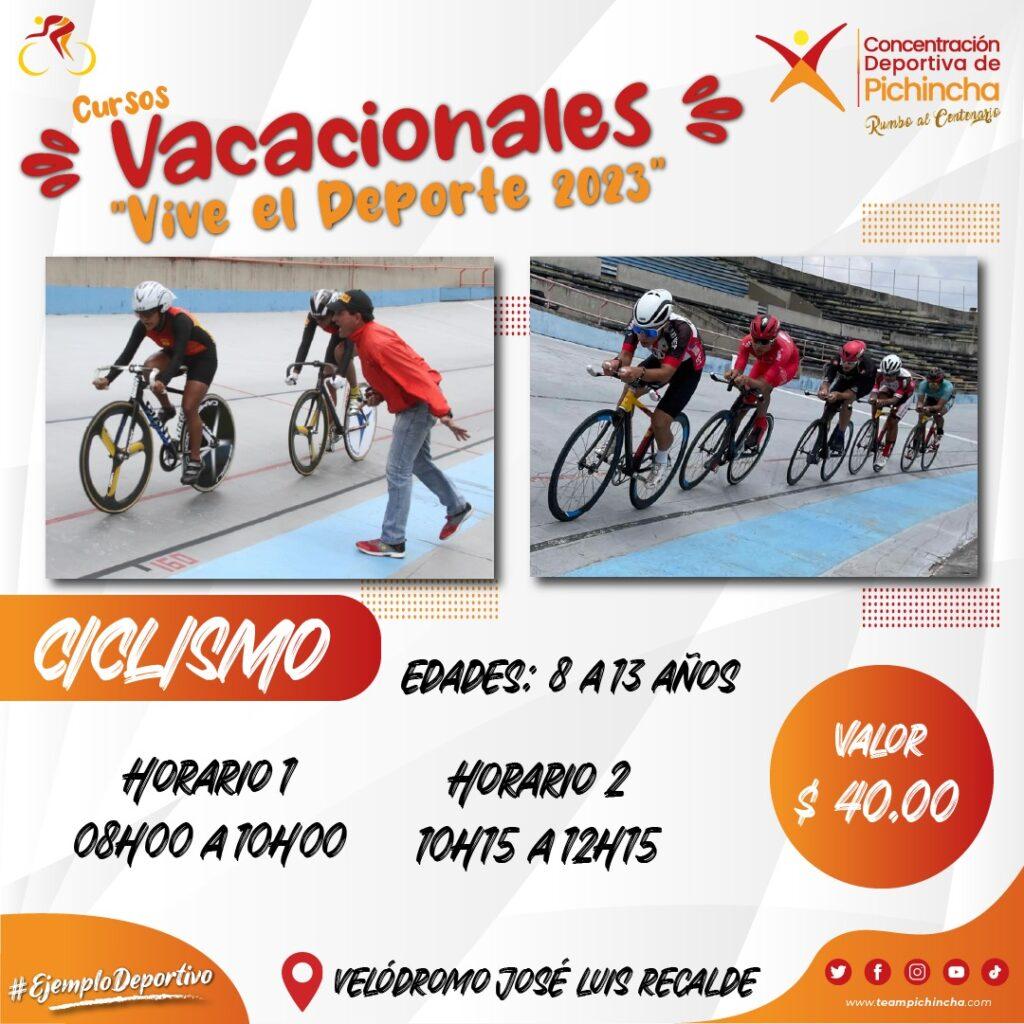 Cursos
Vacacionales
"Vive el Deporte 2023"
Concentración
Deportiva de
Pichincha
Rumbo al Centenario
160
CICLISMO
EDADES: 8 A 13 AÑOS
HORARIO 1
08H00 A 10H00
HORARIO 2
10H15 A 12H15
VALOR
$ 40.00
#EjemploDeportivo
VELÓDROMO JOSÉ LUIS RECALDE
www.teampichincha.com